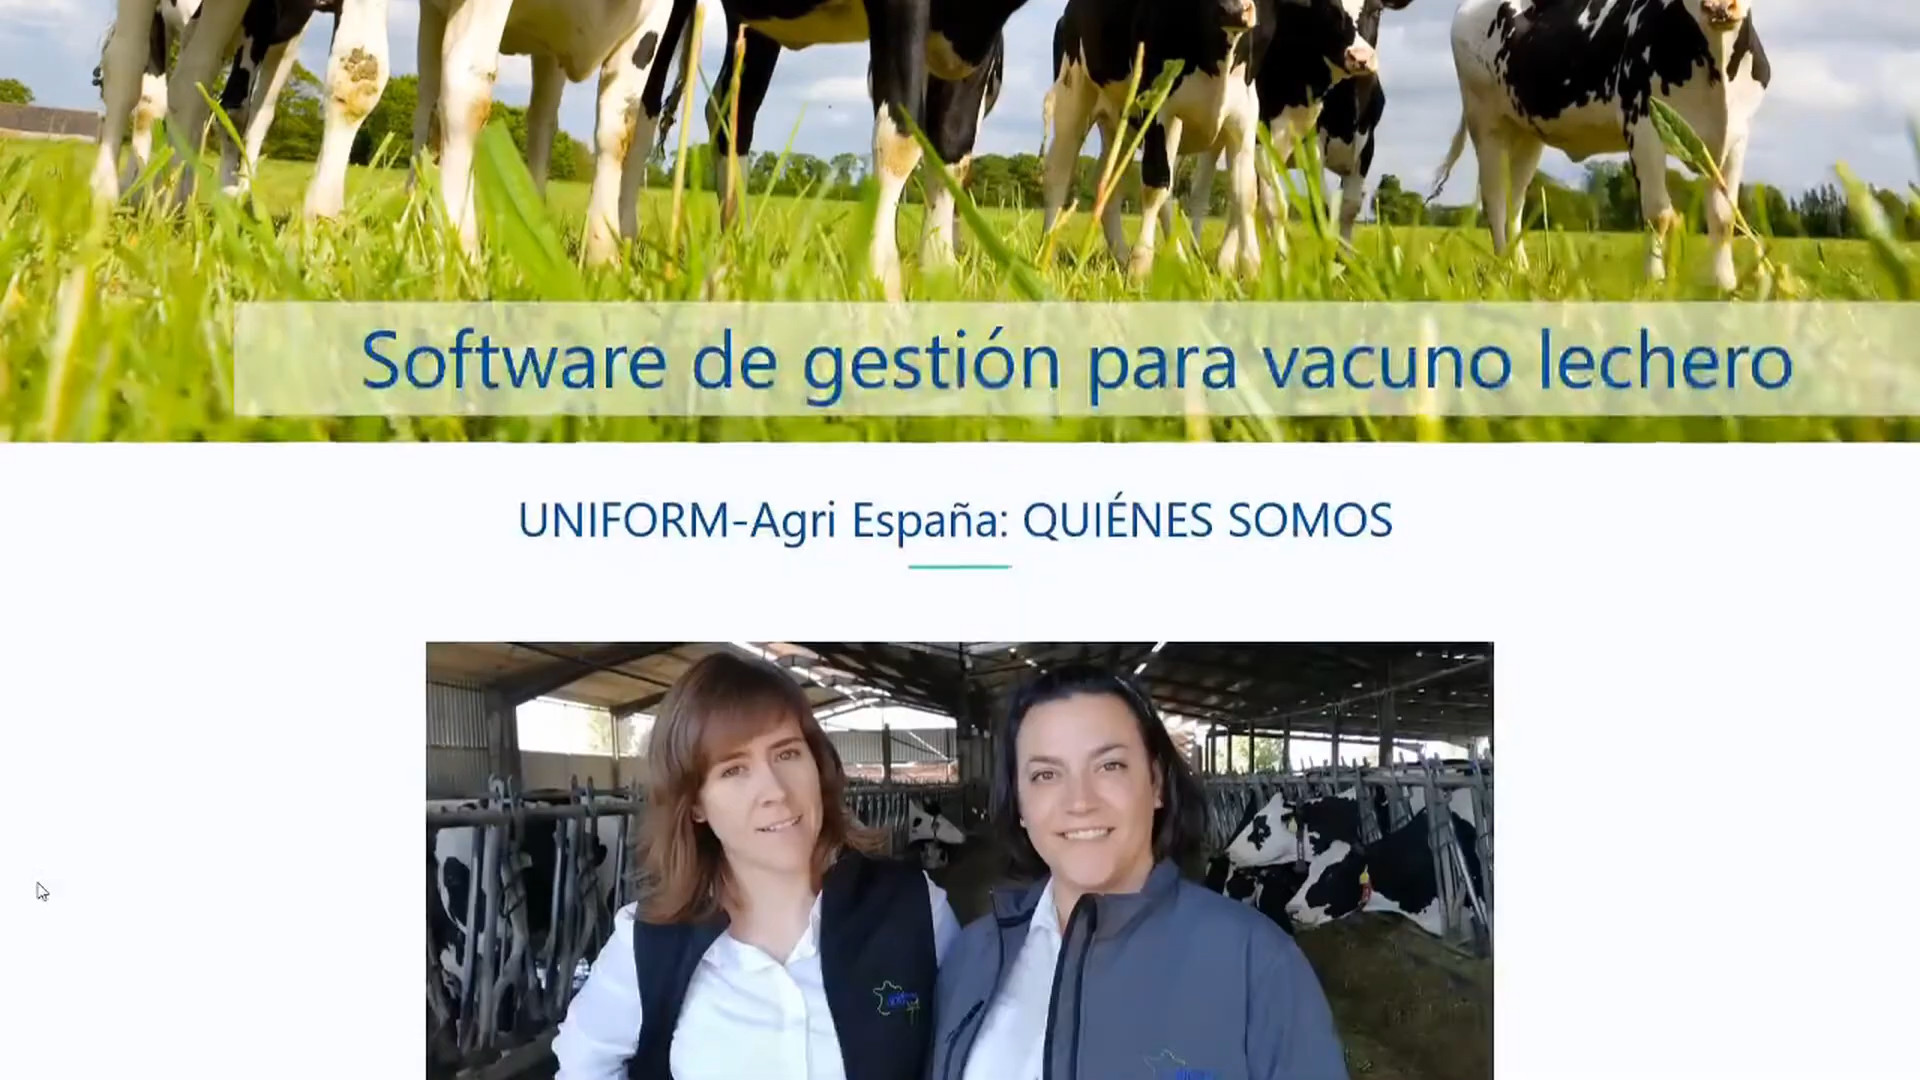 Software de gestión para vacuno lechero
UNIFORM-Agri España: QUIÉNES SOMOS